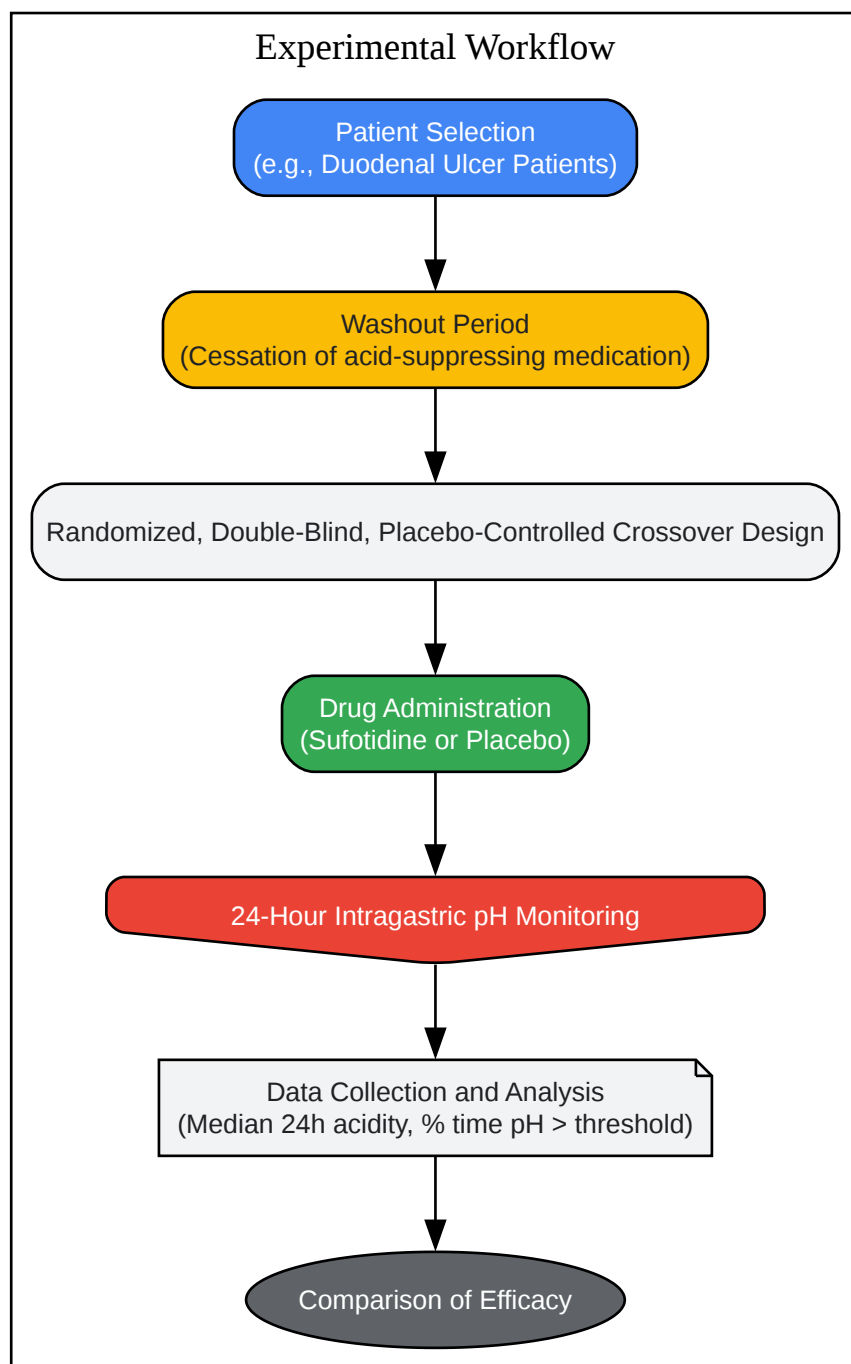 Experimental Workflow
Patient Selection
(e.g., Duodenal Ulcer Patients)
Washout Period
(Cessation of acid-suppressing medication)
Randomized, Double-Blind, Placebo-Controlled Crossover Design
Drug Administration
(Sufotidine or Placebo)
24-Hour Intragastric pH Monitoring
Data Collection and Analysis
(Median 24h acidity, % time pH > threshold)
Comparison of Efficacy